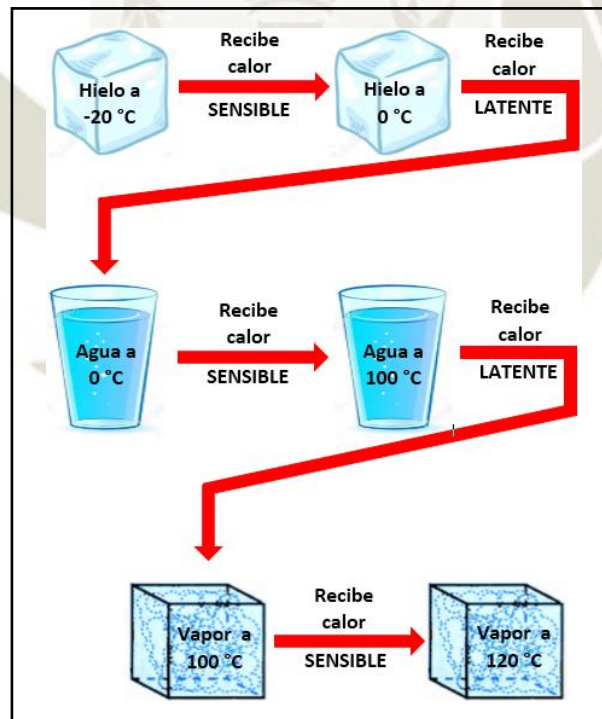 Recibe
calor
SENSIBLE
Recibe
calor
LATENTE
Hielo a
-20 °C
Hielo a
0 °C
Recibe
calor
SENSIBLE
Recibe
calor
LATENTE
Agua a
0 °C
Agua a
100 °C
Recibe
calor
SENSIBLE
Vapor a
100 °C
Vapor a
120 °C